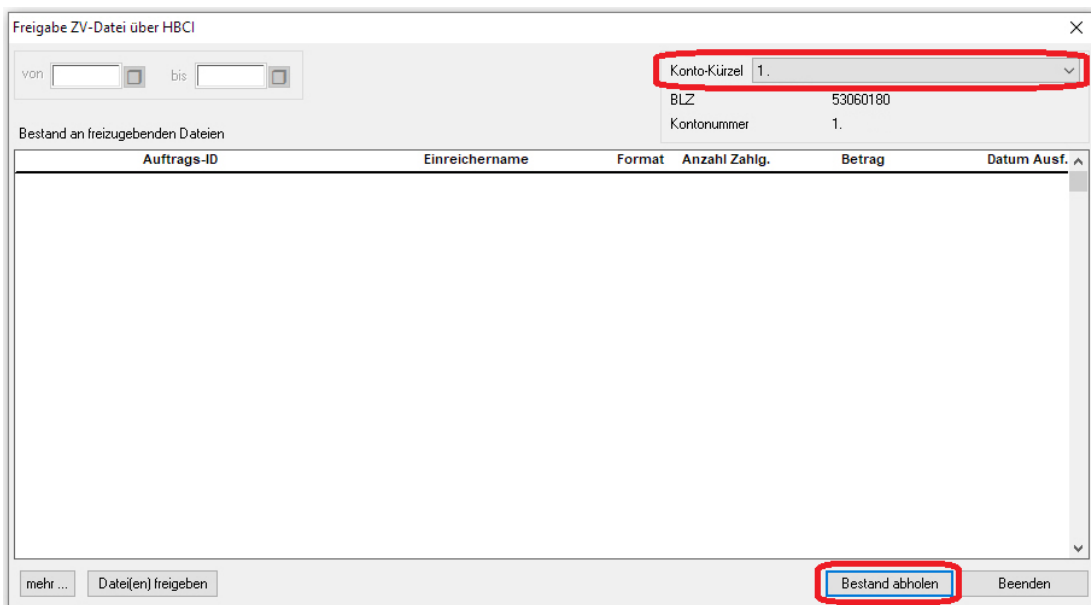 Freigabe ZV-Datei über HBCI
von bis
Konto-Kürzel 1.
BLZ 53060180
Kontonummer 1.
Bestand an freizugebenden Dateien
Auftrags-ID Einreichername Format Anzahl Zahlg. Betrag Datum Ausf.
mehr ... Datei(en) freigeben Bestand abholen Beenden